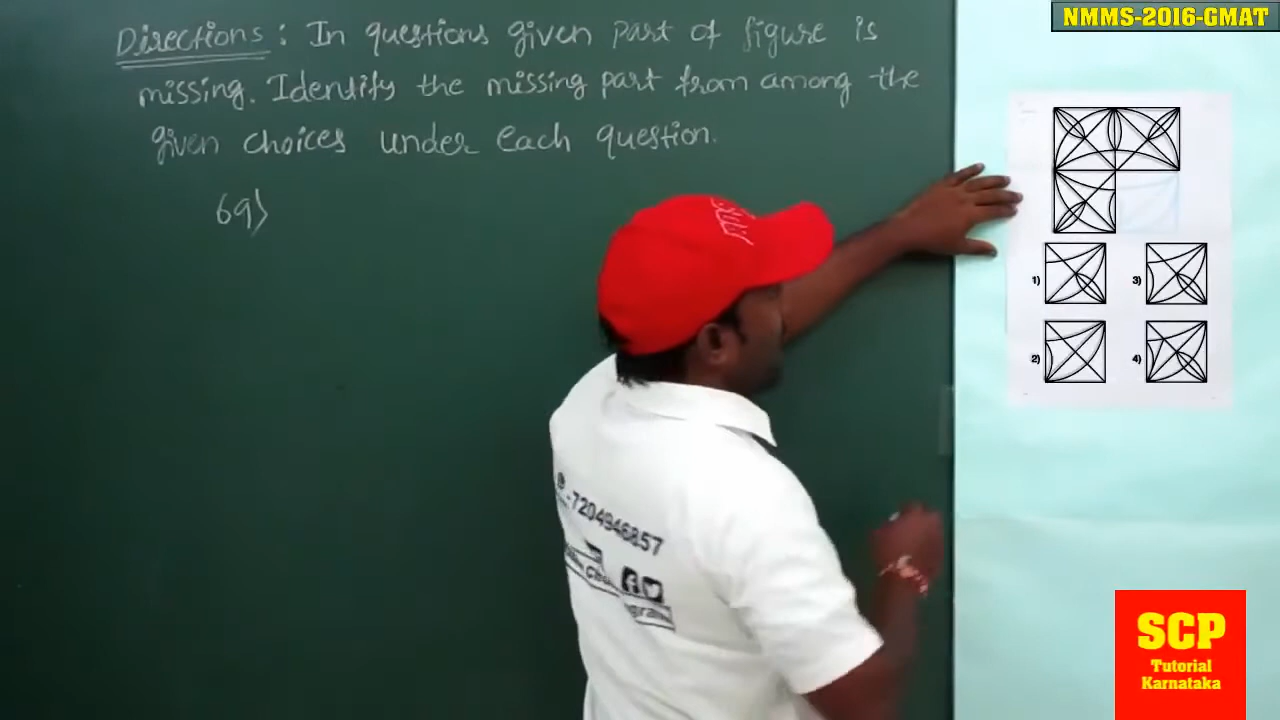 NMMS-2016-GMAT
Directions : In questions given part of figure is
missing. Identify the missing part from among the
given choices under each question.
69)
1)
3)
2)
4)
-7204946857
SCP
Tutorial
Karnataka